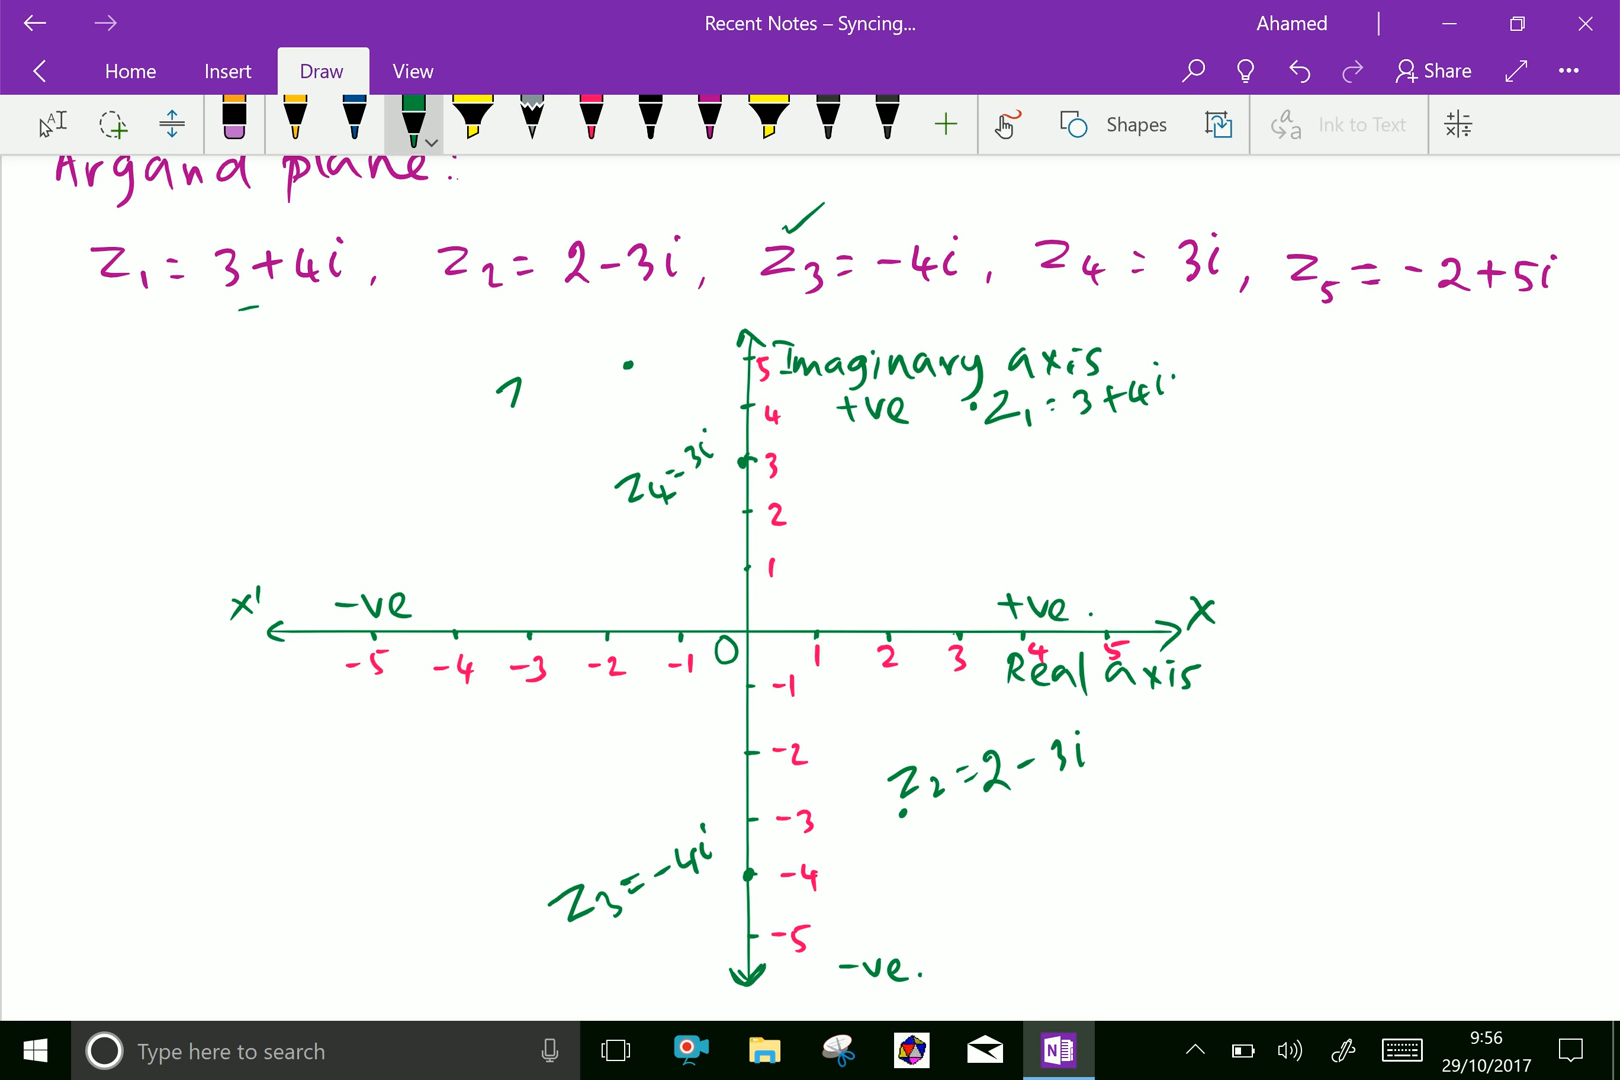 Recent Notes – Syncing...
Ahamed
Home Insert Draw View
Share
Shapes
Ink to Text
Argand plane:
Z1 = 3+4i, Z2 = 2-3i, Z3 = -4i, Z4 = 3i, Z5 = -2+5i
5 Imaginary axis
4 +ve Z1 = 3+4i
Z4 = 3i 3
2
1
X' -ve +ve. X
-5 -4 -3 -2 -1 O 1 2 3 4 5
Real axis
-1
-2
Z2 = 2-3i
-3
Z3 = -4i -4
-5
-ve.
Type here to search
9:56
29/10/2017